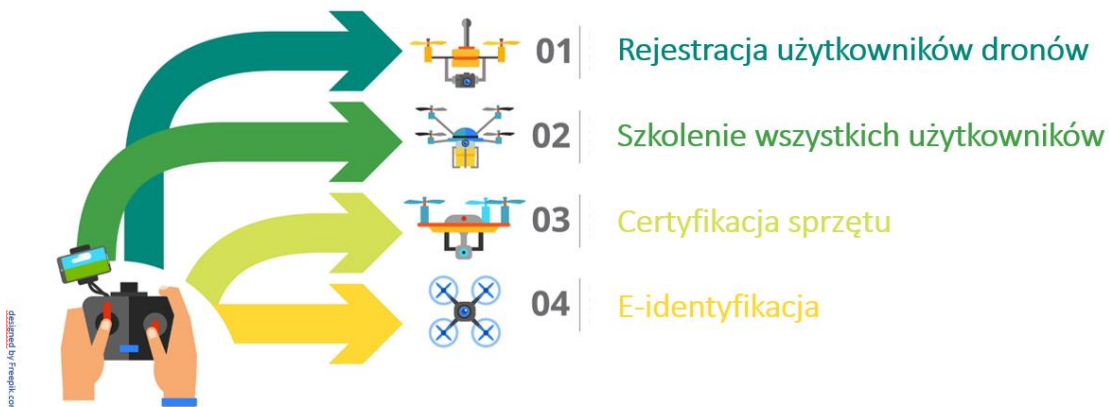 01 Rejestracja użytkowników dronów
02 Szkolenie wszystkich użytkowników
03 Certyfikacja sprzętu
04 E-identyfikacja
designed by Freepik.com